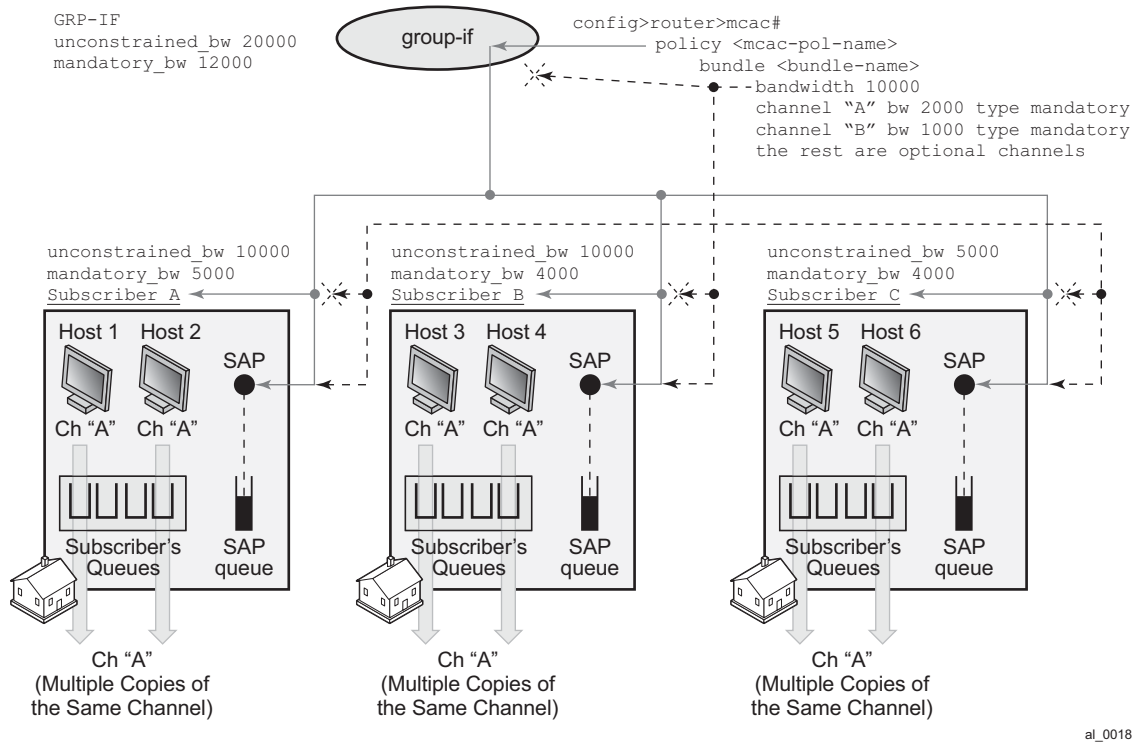 GRP-IF
unconstrained_bw 20000
mandatory_bw 12000
group-if
config>router>mcac#
policy <mcac-pol-name>
bundle <bundle-name>
bandwidth 10000
channel “A” bw 2000 type mandatory
channel “B” bw 1000 type mandatory
the rest are optional channels
unconstrained_bw 10000
mandatory_bw 5000
Subscriber A
Host 1
Host 2
SAP
Ch “A”
Ch “A”
Subscriber's
Queues
SAP
queue
Ch “A”
(Multiple Copies of
the Same Channel)
unconstrained_bw 10000
mandatory_bw 4000
Subscriber B
Host 3
Host 4
SAP
Ch “A”
Ch “A”
Subscriber's
Queues
SAP
queue
Ch “A”
(Multiple Copies of
the Same Channel)
unconstrained_bw 5000
mandatory_bw 4000
Subscriber C
Host 5
Host 6
SAP
Ch “A”
Ch “A”
Subscriber's
Queues
SAP
queue
Ch “A”
(Multiple Copies of
the Same Channel)
al_0018